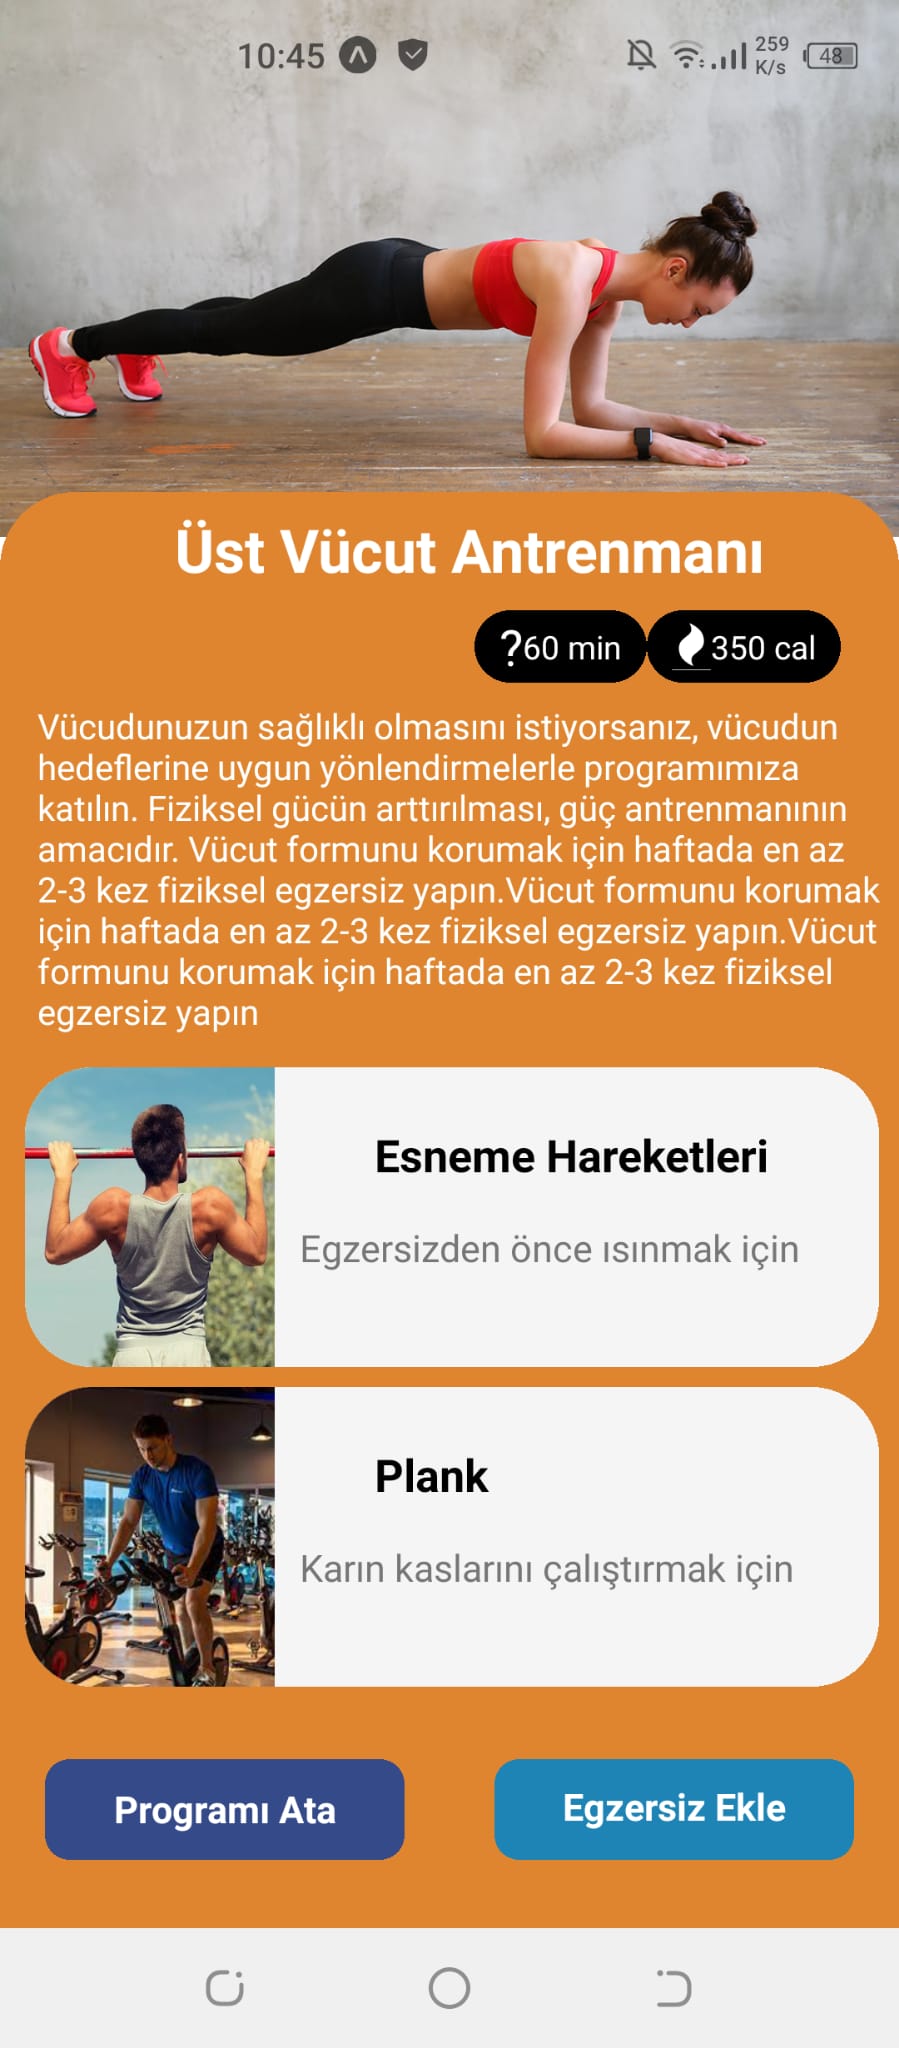 10:45
259
K/s
48
Üst Vücut Antrenmanı
?60 min
350 cal
Vücudunuzun sağlıklı olmasını istiyorsanız, vücudun
hedeflerine uygun yönlendirmelerle programımıza
katılın. Fiziksel gücün arttırılması, güç antrenmanının
amacıdır. Vücut formunu korumak için haftada en az
2-3 kez fiziksel egzersiz yapın.Vücut formunu korumak
için haftada en az 2-3 kez fiziksel egzersiz yapın.Vücut
formunu korumak için haftada en az 2-3 kez fiziksel
egzersiz yapın
Esneme Hareketleri
Egzersizden önce ısınmak için
Plank
Karın kaslarını çalıştırmak için
Programı Ata
Egzersiz Ekle